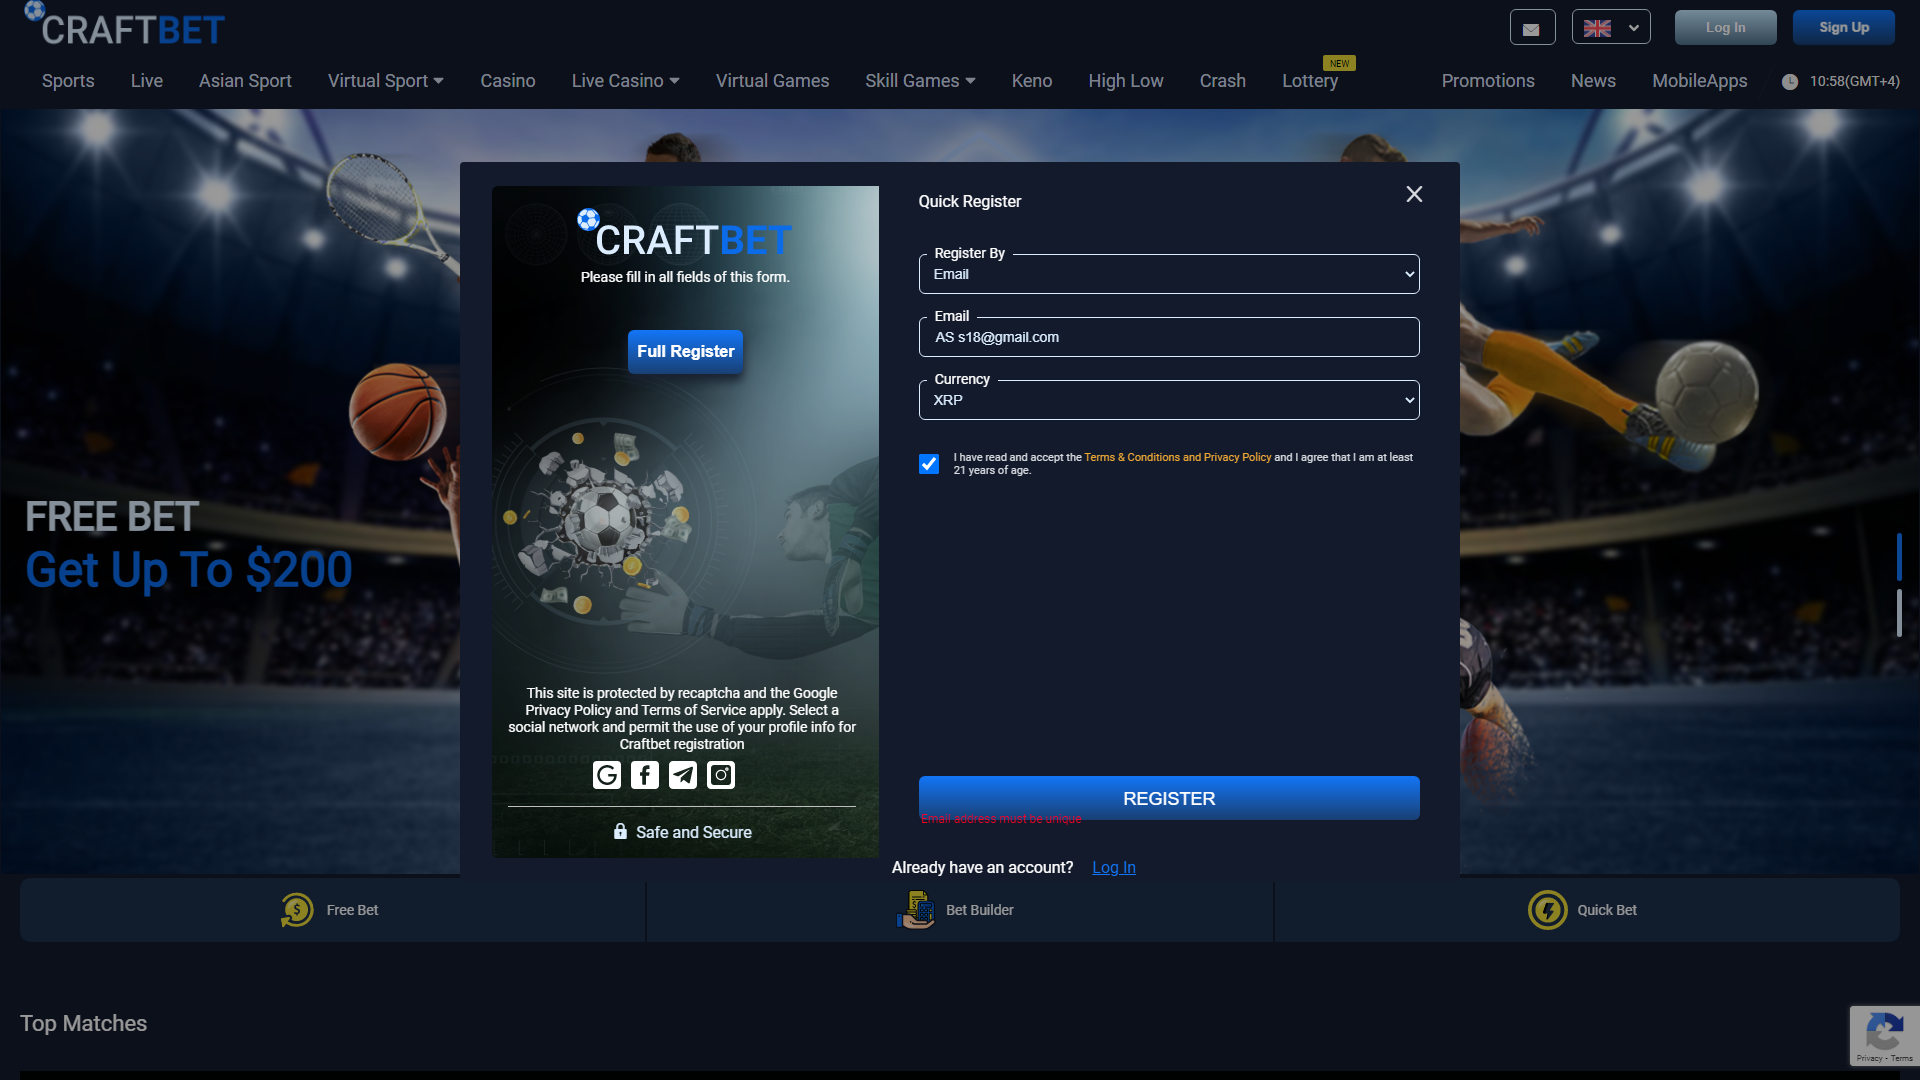 CRAFTBET
Log In
Sign Up
Sports
Live
Asian Sport
Virtual Sport
Casino
Live Casino
Virtual Games
Skill Games
Keno
High Low
Crash
Lottery
NEW
Promotions
News
MobileApps
10:58(GMT+4)
FREE BET
Get Up To $200
CRAFTBET
Please fill in all fields of this form.
Full Register
This site is protected by recaptcha and the Google
Privacy Policy and Terms of Service apply. Select a
social network and permit the use of your profile info for
Craftbet registration
Safe and Secure
Quick Register
Register By
Email
Email
AS s18@gmail.com
Currency
XRP
I have read and accept the Terms & Conditions and Privacy Policy and I agree that I am at least
21 years of age.
REGISTER
Email address must be unique
Already have an account? Log In
Free Bet
Bet Builder
Quick Bet
Top Matches
Privacy - Terms